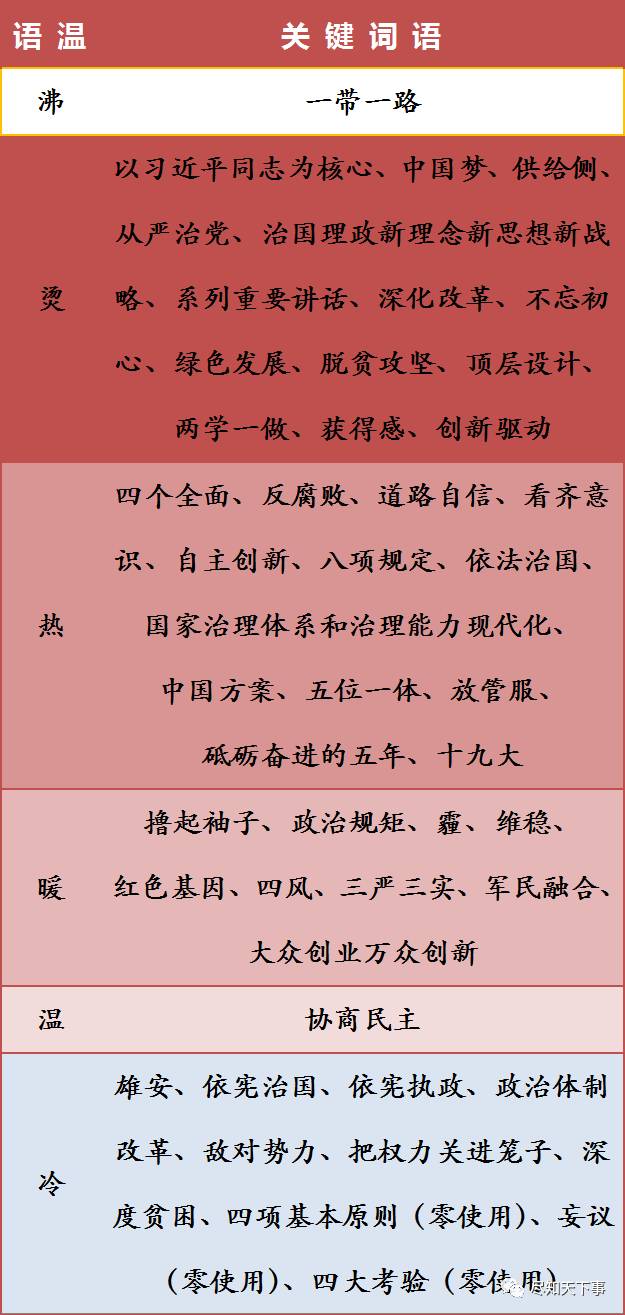 语温 关键词语
沸 一带一路
以习近平同志为核心、中国梦、供给侧、
从严治党、治国理政新理念新思想新战
烫 略、系列重要讲话、深化改革、不忘初
心、绿色发展、脱贫攻坚、顶层设计、
两学一做、获得感、创新驱动
四个全面、反腐败、道路自信、看齐意
识、自主创新、八项规定、依法治国、
热 国家治理体系和治理能力现代化、
中国方案、五位一体、放管服、
砥砺奋进的五年、十九大
撸起袖子、政治规矩、霾、维稳、
暖 红色基因、四风、三严三实、军民融合、
大众创业万众创新
温 协商民主
雄安、依宪治国、依宪执政、政治体制
改革、敌对势力、把权力关进笼子、深
冷 度贫困、四项基本原则（零使用）、妄议
（零使用）、四大考验（零使用）
尽知天下事